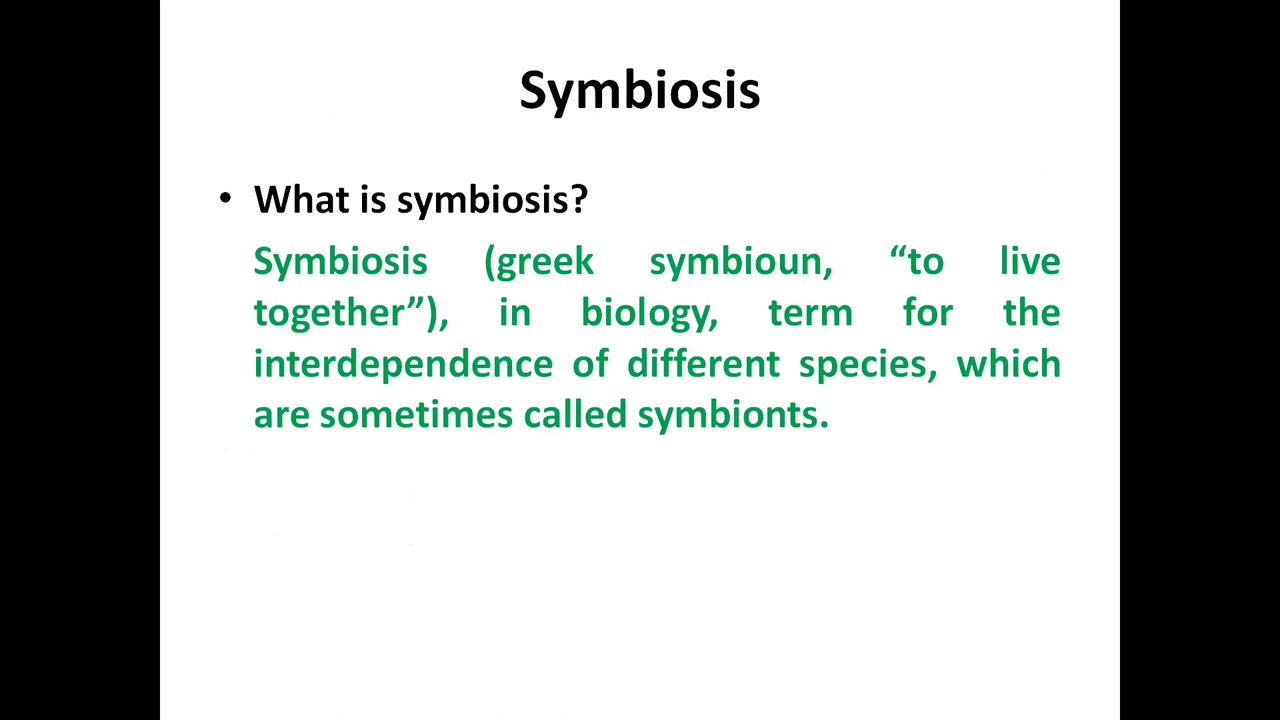 Symbiosis
• What is symbiosis?
Symbiosis (greek symbioun, “to live
together”), in biology, term for the
interdependence of different species, which
are sometimes called symbionts.